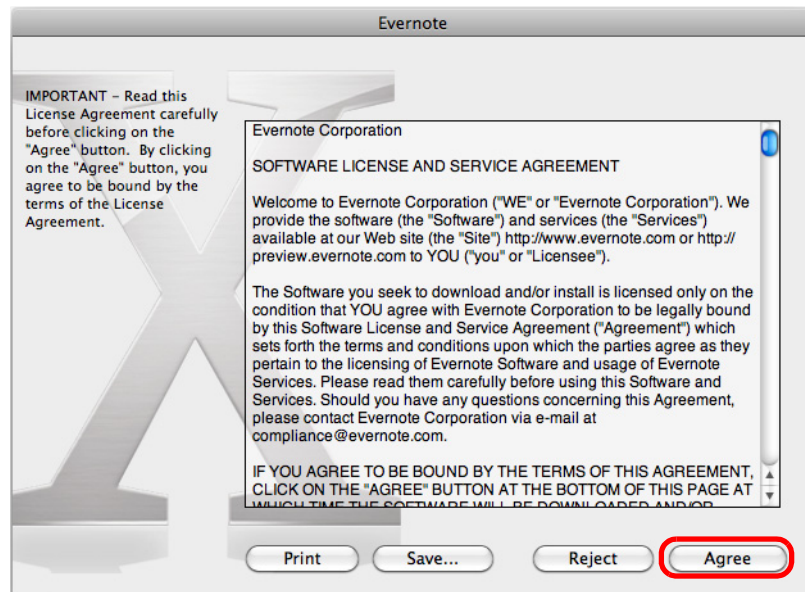 Evernote
IMPORTANT – Read this
License Agreement carefully
before clicking on the
"Agree" button. By clicking
on the "Agree" button, you
agree to be bound by the
terms of the License
Agreement.
Evernote Corporation
SOFTWARE LICENSE AND SERVICE AGREEMENT
Welcome to Evernote Corporation ("WE" or "Evernote Corporation"). We
provide the software (the "Software") and services (the "Services")
available at our Web site (the "Site") http://www.evernote.com or http://
preview.evernote.com to YOU ("you" or "Licensee").
The Software you seek to download and/or install is licensed only on the
condition that YOU agree with Evernote Corporation to be legally bound
by this Software License and Service Agreement ("Agreement") which
sets forth the terms and conditions upon which the parties agree as they
pertain to the licensing of Evernote Software and usage of Evernote
Services. Please read them carefully before using this Software and
Services. Should you have any questions concerning this Agreement,
please contact Evernote Corporation via e-mail at
compliance@evernote.com.
IF YOU AGREE TO BE BOUND BY THE TERMS OF THIS AGREEMENT,
CLICK ON THE "AGREE" BUTTON AT THE BOTTOM OF THIS PAGE AT
WHICH TIME THE SOFTWARE WILL BE DOWNLOADED AND/OR
Print
Save...
Reject
Agree